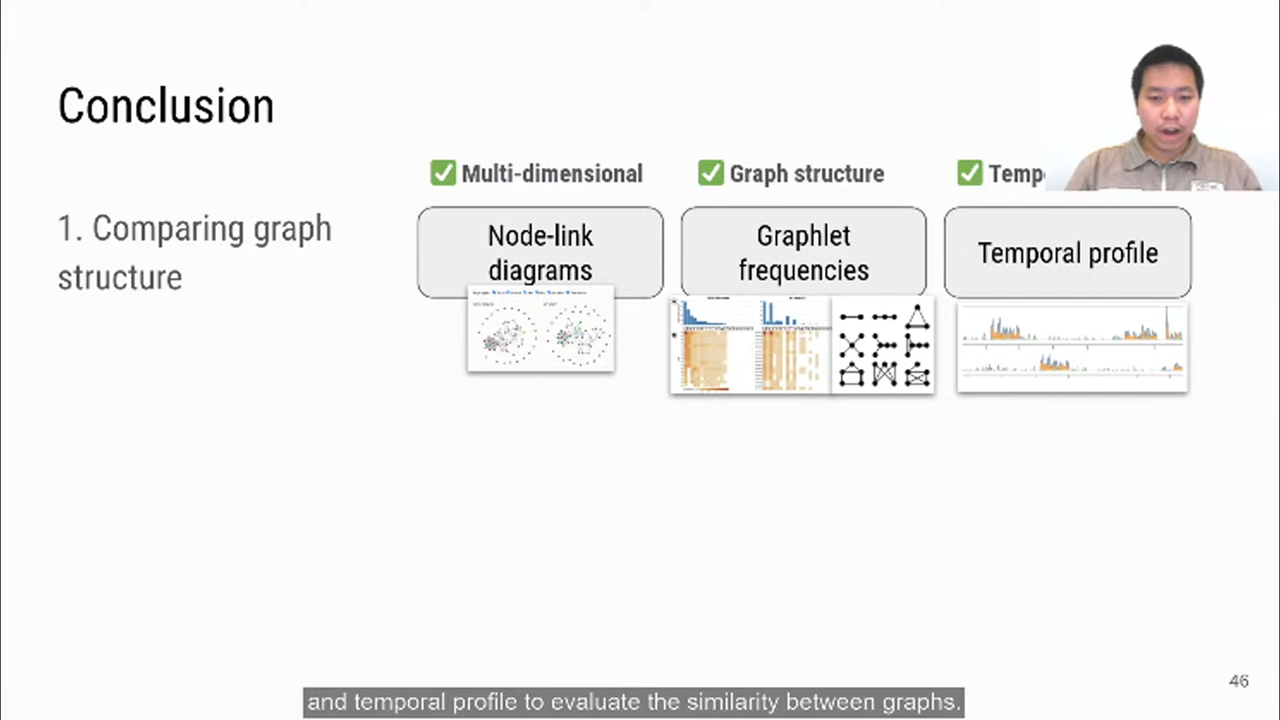 Conclusion
✅ Multi-dimensional
✅ Graph structure
✅ Temp
1. Comparing graph
structure
Node-link
diagrams
Graphlet
frequencies
Temporal profile
46
and temporal profile to evaluate the similarity between graphs.